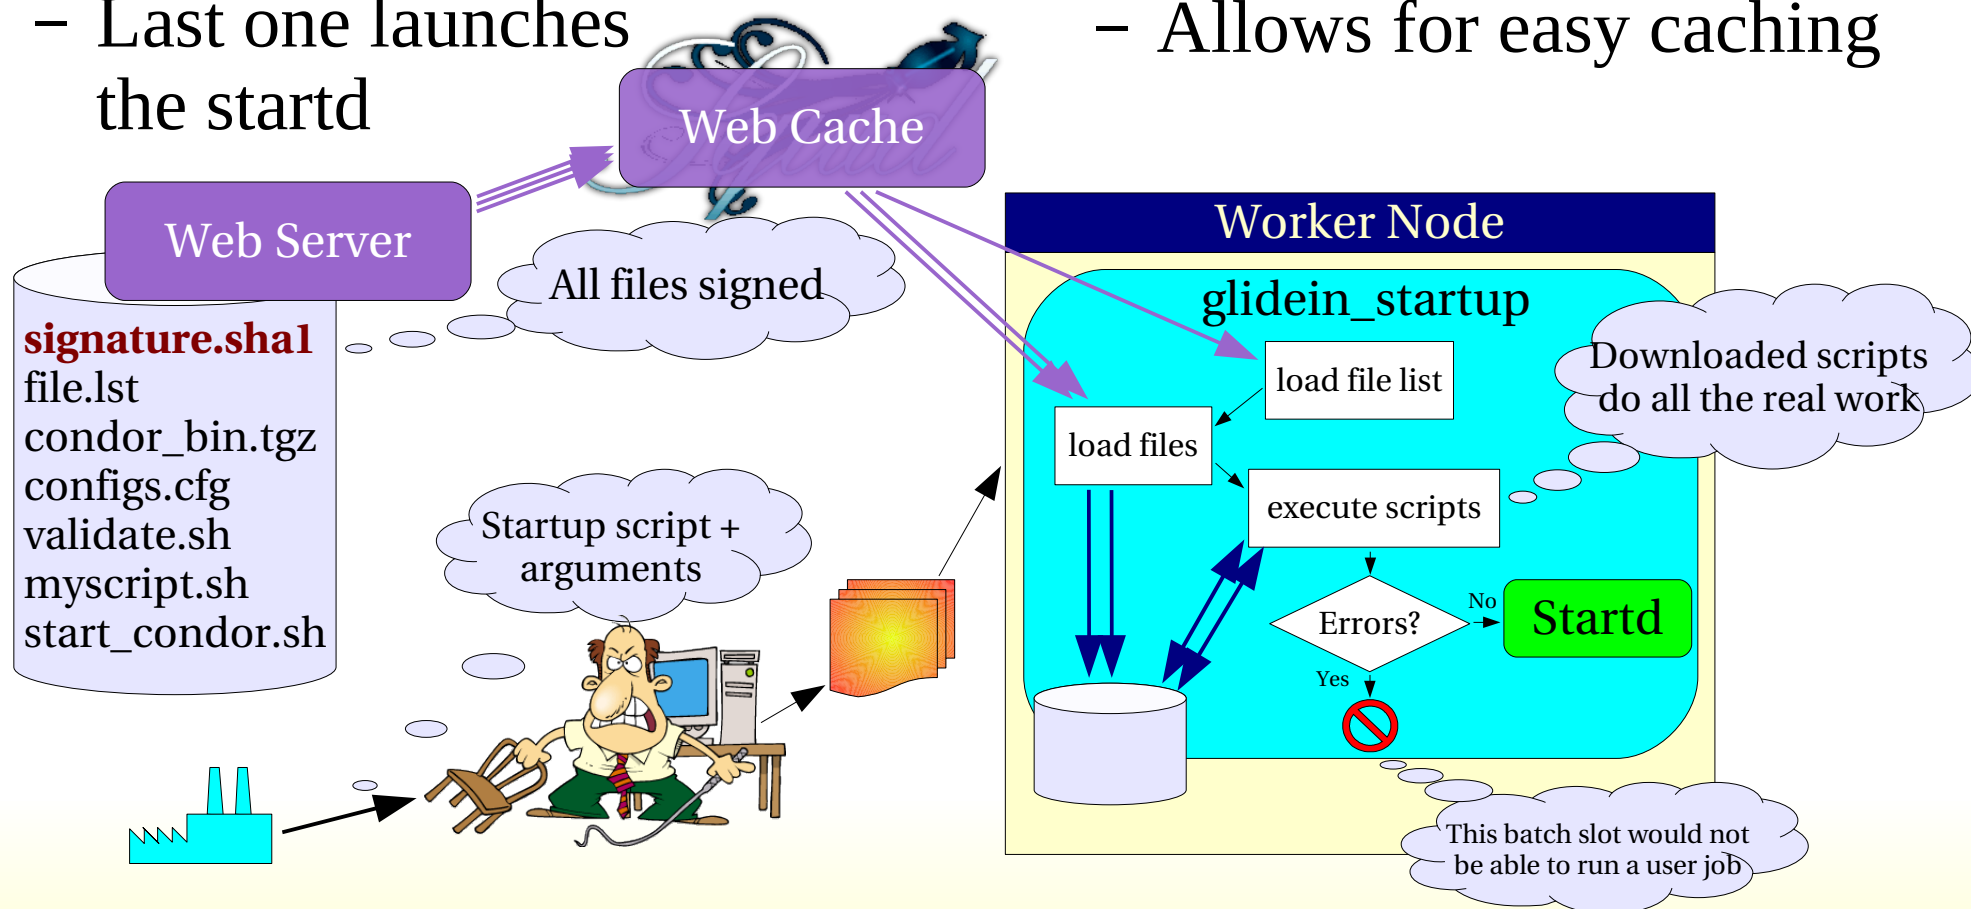 – Last one launches
the startd
– Allows for easy caching
Web Cache
Web Server
All files signed
signature.sha1
file.lst
condor_bin.tgz
configs.cfg
validate.sh
myscript.sh
start_condor.sh
Startup script +
arguments
Worker Node
glidein_startup
load file list
load files
execute scripts
Errors?
No
Startd
Yes
Downloaded scripts
do all the real work
This batch slot would not
be able to run a user job